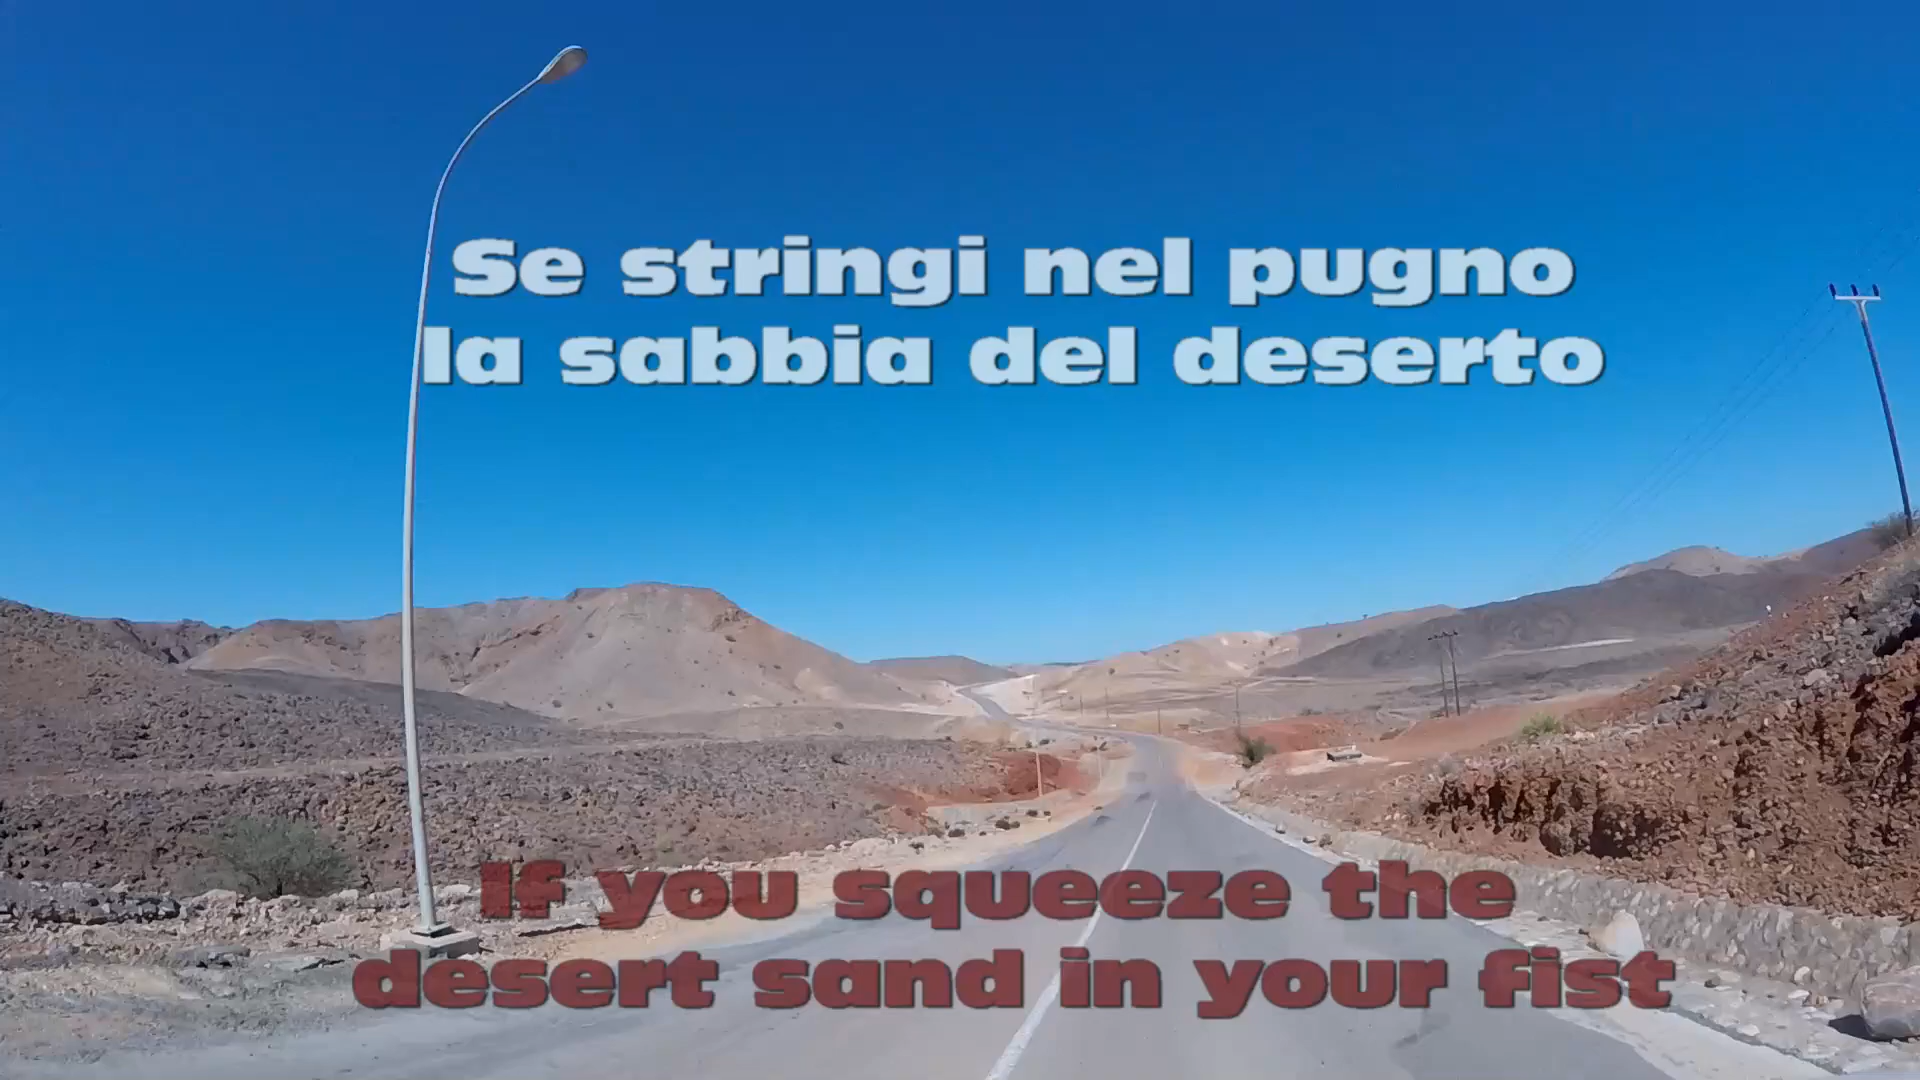 Se stringi nel pugno
la sabbia del deserto
If you squeeze the
desert sand in your fist